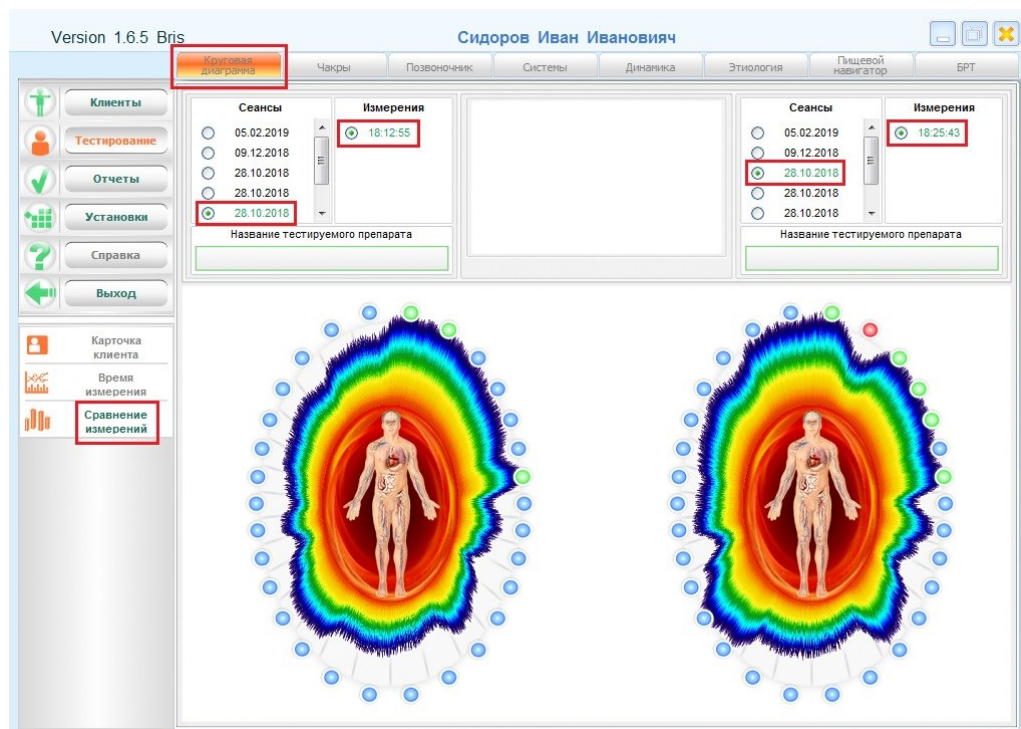 Version 1.6.5 Bris
Сидоров Иван Иванович
Круговая
диаграмма
Чакры
Позвоночник
Системы
Динамика
Этиология
Пищевой
навигатор
БРТ
Клиенты
Тестирование
Отчеты
Установки
Справка
Выход
Карточка
клиента
Время
измерения
Сравнение
измерений
Сеансы
Измерения
05.02.2019
18:12:55
09.12.2018
28.10.2018
28.10.2018
28.10.2018
Название тестируемого препарата
Сеансы
Измерения
05.02.2019
18:25:43
09.12.2018
28.10.2018
28.10.2018
28.10.2018
Название тестируемого препарата